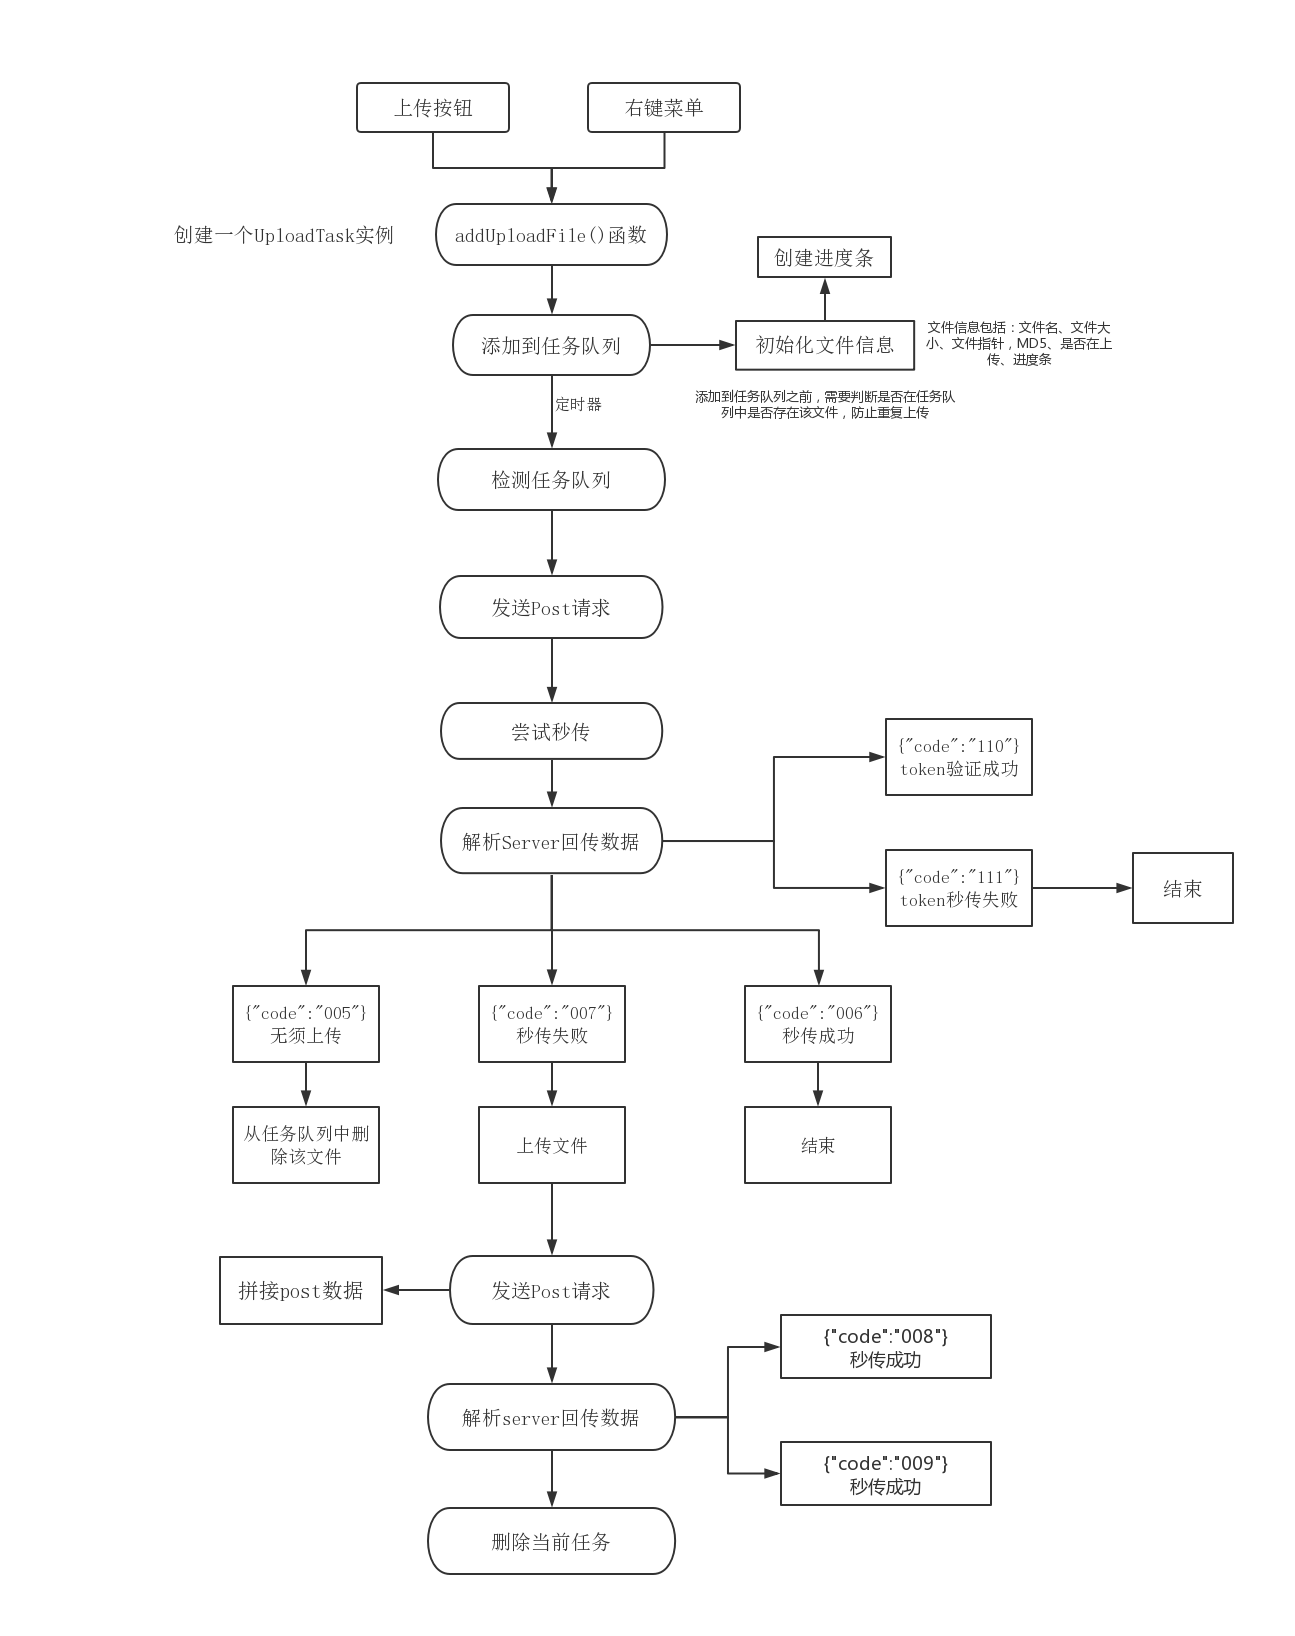 上传按钮
右键菜单
创建一个UploadTask实例
addUploadFile()函数
创建进度条
添加到任务队列
初始化文件信息
文件信息包括：文件名、文件大
小、文件指针，MD5、是否在上
传、进度条
定时器
添加到任务队列之前，需要判断是否在任务队
列中是否存在该文件，防止重复上传
检测任务队列
发送Post请求
尝试秒传
{"code":"110"}
token验证成功
解析Server回传数据
{"code":"111"}
token秒传失败
结束
{"code":"005"}
无须上传
{"code":"007"}
秒传失败
{"code":"006"}
秒传成功
从任务队列中删
除该文件
上传文件
结束
拼接post数据
发送Post请求
{"code":"008"}
秒传成功
解析server回传数据
{"code":"009"}
秒传成功
删除当前任务